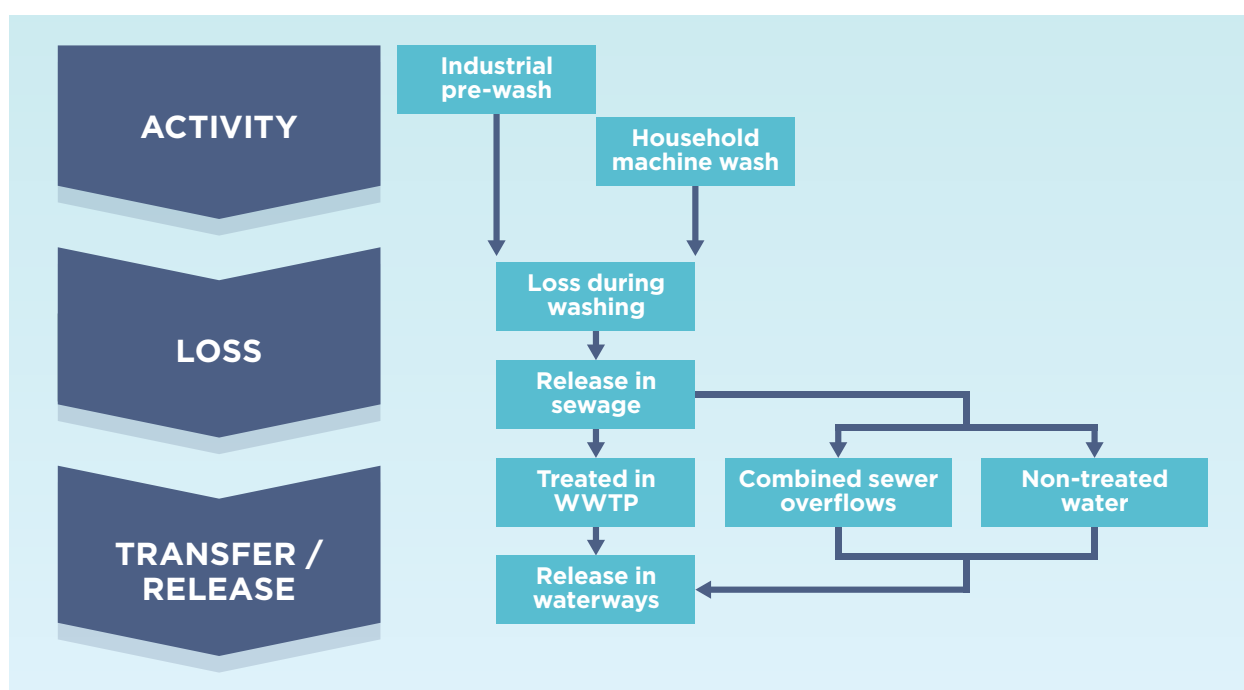 ACTIVITY
Industrial
pre-wash
Household
machine wash
LOSS
Loss during
washing
Release in
sewage
TRANSFER /
RELEASE
Treated in
WWTP
Combined sewer
overflows
Non-treated
water
Release in
waterways